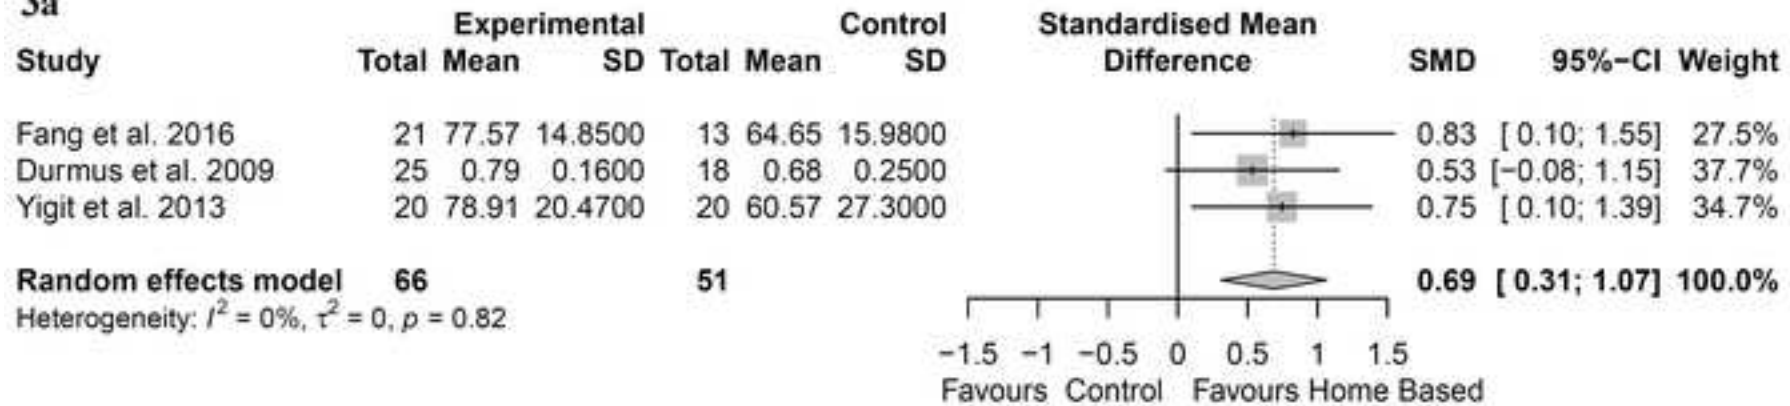 3a
Experimental Control Standardised Mean
Study Total Mean SD Total Mean SD Difference SMD 95%−CI Weight
Fang et al. 2016 21 77.57 14.8500 13 64.65 15.9800 0.83 [ 0.10; 1.55] 27.5%
Durmus et al. 2009 25 0.79 0.1600 18 0.68 0.2500 0.53 [−0.08; 1.15] 37.7%
Yigit et al. 2013 20 78.91 20.4700 20 60.57 27.3000 0.75 [ 0.10; 1.39] 34.7%
Random effects model 66 51 0.69 [ 0.31; 1.07] 100.0%
Heterogeneity: I² = 0%, τ² = 0, p = 0.82
−1.5 −1 −0.5 0 0.5 1 1.5
Favours Control Favours Home Based